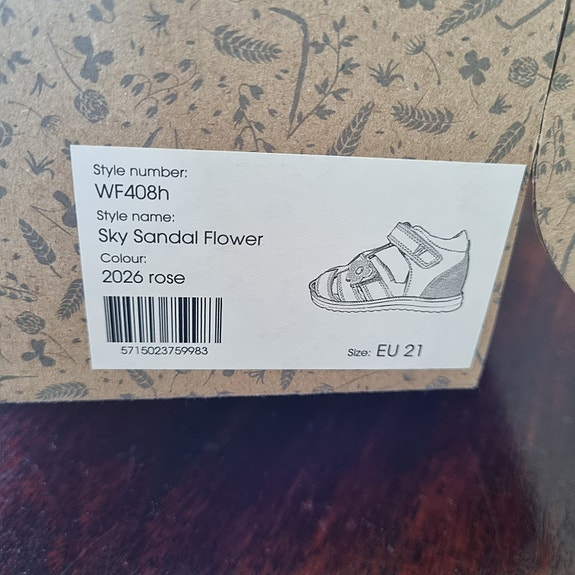 Style number:
WF408h
Style name:
Sky Sandal Flower
Colour:
2026 rose
5715023759983
Size: EU 21